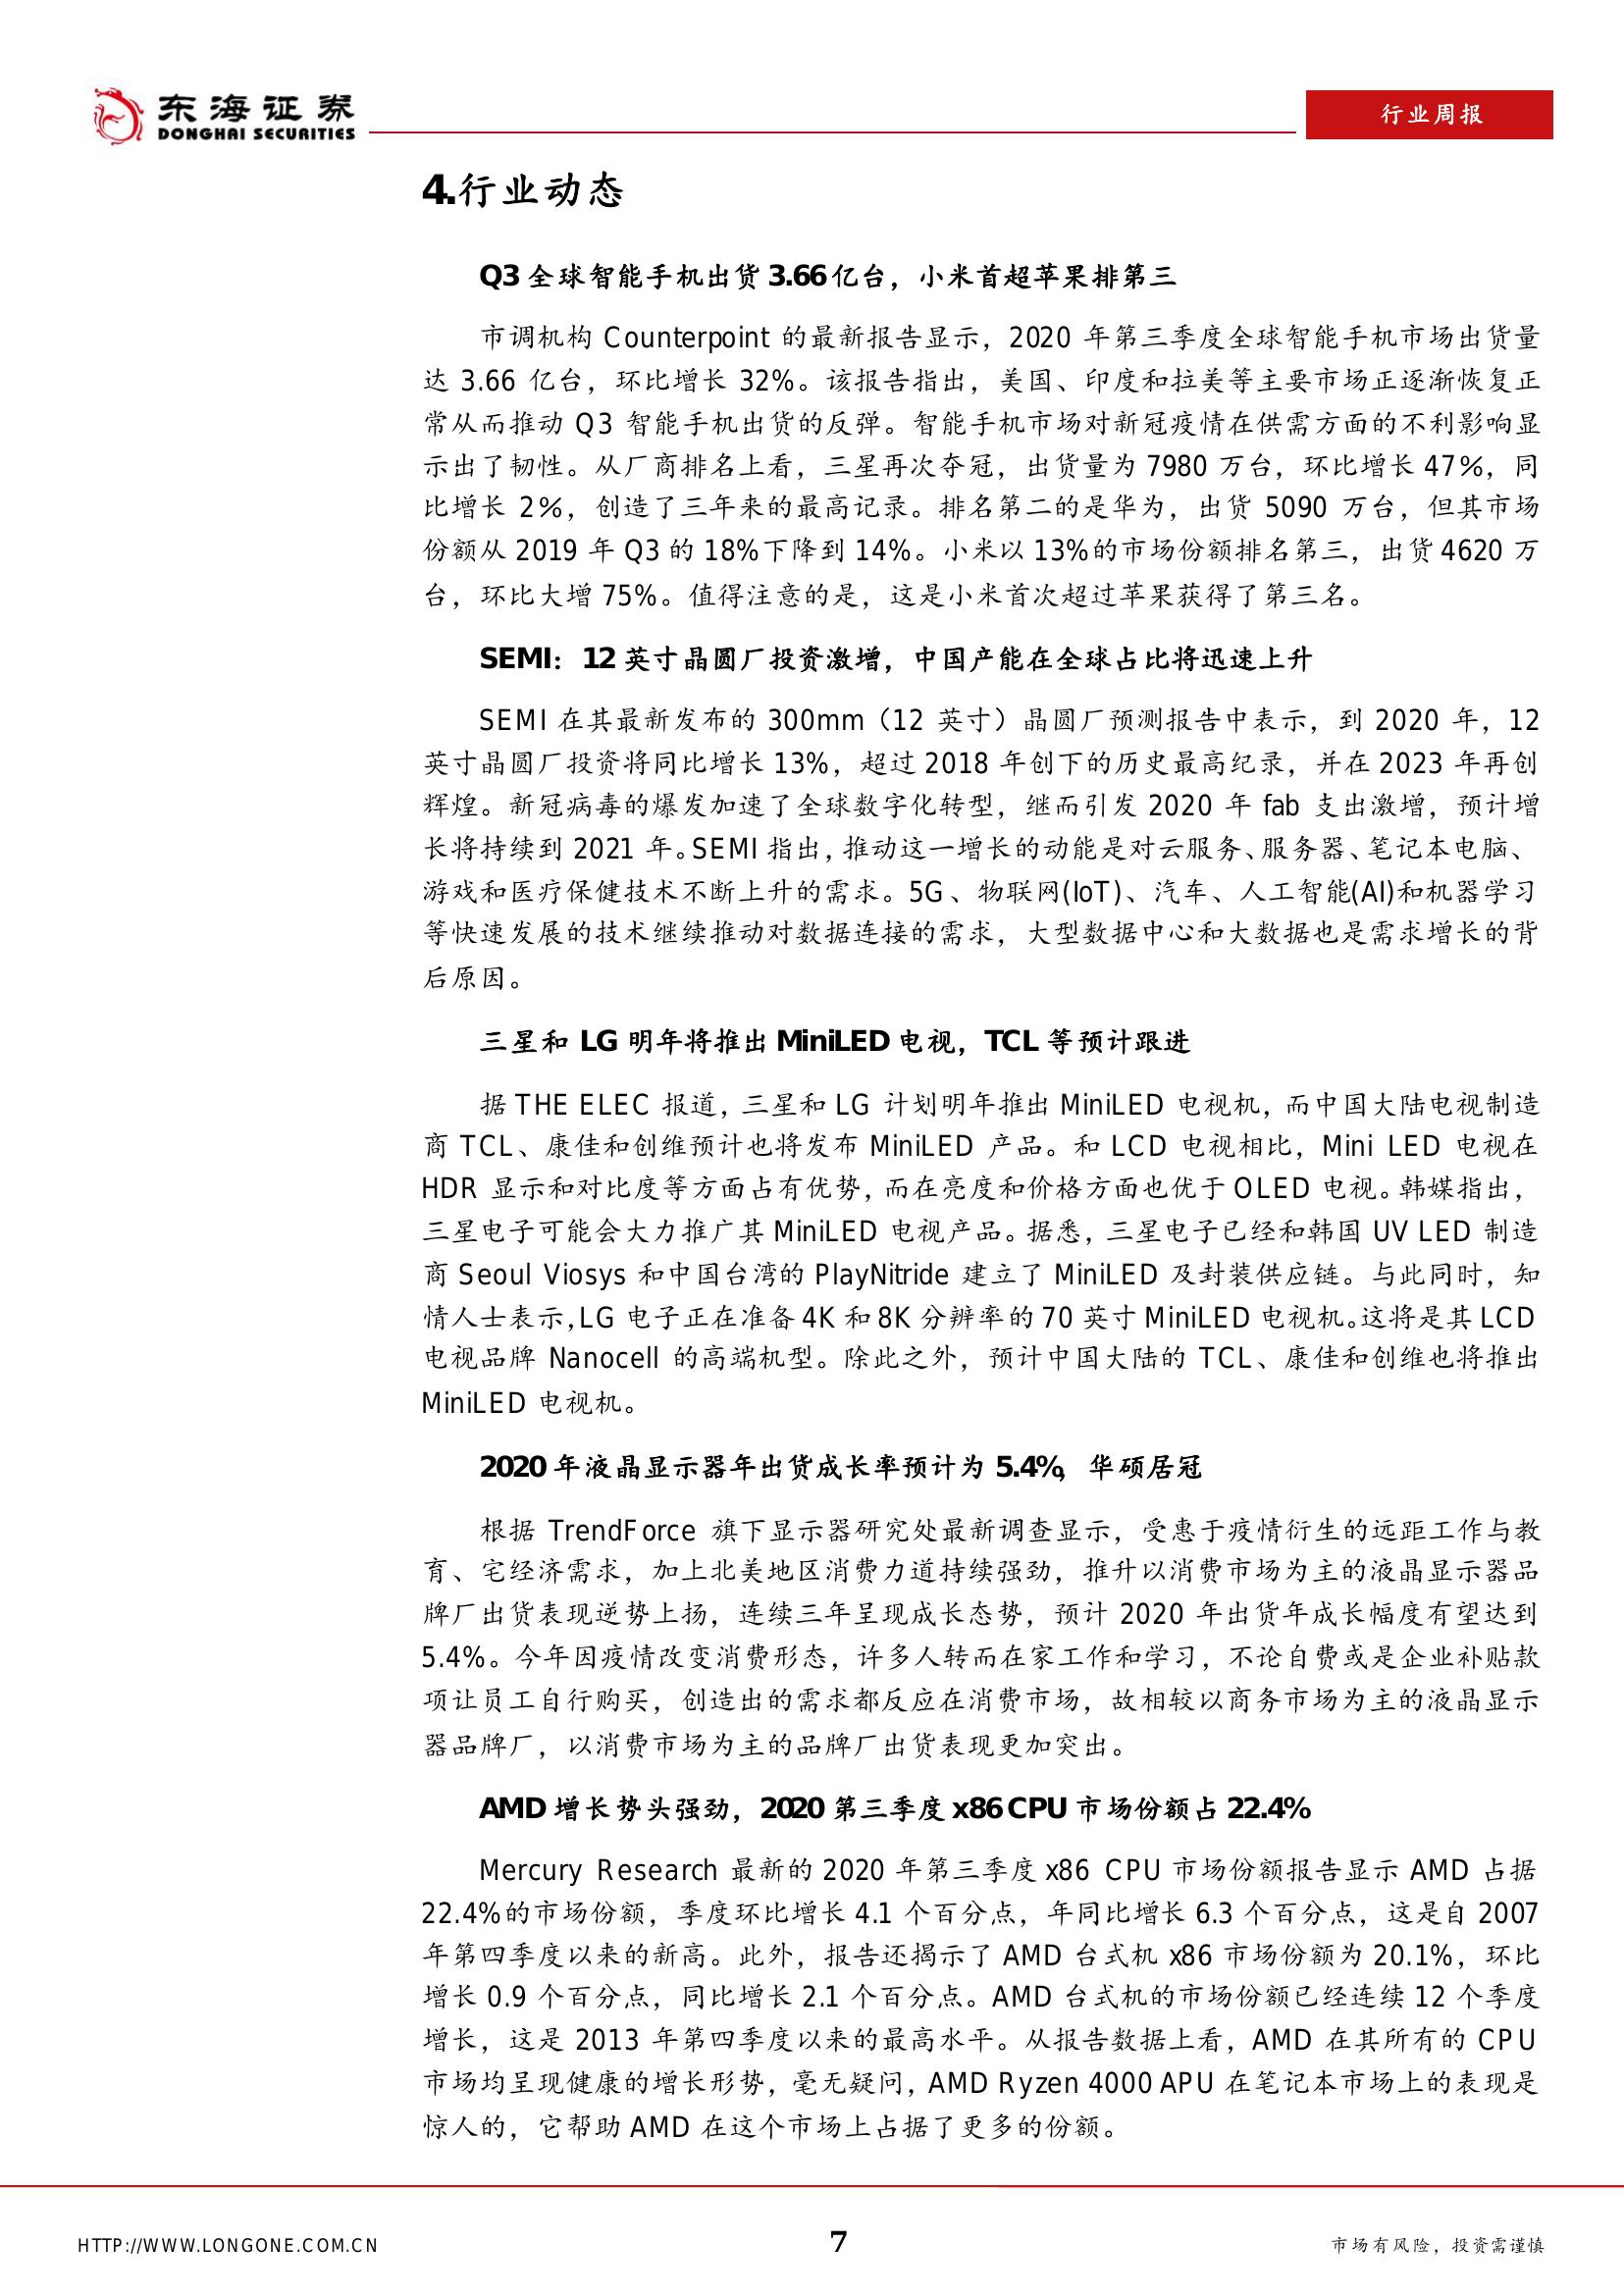 东海证券
DONGHAI SECURITIES
行业周报
4.行业动态
Q3 全球智能手机出货 3.66 亿台，小米首超苹果排第三
市调机构 Counterpoint 的最新报告显示，2020 年第三季度全球智能手机市场出货量
达 3.66 亿台，环比增长 32%。该报告指出，美国、印度和拉美等主要市场正逐渐恢复正
常从而推动 Q3 智能手机出货的反弹。智能手机市场对新冠疫情在供需方面的不利影响显
示出了韧性。从厂商排名上看，三星再次夺冠，出货量为 7980 万台，环比增长 47％，同
比增长 2％，创造了三年来的最高记录。排名第二的是华为，出货 5090 万台，但其市场
份额从 2019 年 Q3 的 18%下降到 14%。小米以 13%的市场份额排名第三，出货 4620 万
台，环比大增 75%。值得注意的是，这是小米首次超过苹果获得了第三名。
SEMI：12 英寸晶圆厂投资激增，中国产能在全球占比将迅速上升
SEMI 在其最新发布的 300mm（12 英寸）晶圆厂预测报告中表示，到 2020 年，12
英寸晶圆厂投资将同比增长 13%，超过 2018 年创下的历史最高纪录，并在 2023 年再创
辉煌。新冠病毒的爆发加速了全球数字化转型，继而引发 2020 年 fab 支出激增，预计增
长将持续到 2021 年。SEMI 指出，推动这一增长的动能是对云服务、服务器、笔记本电脑、
游戏和医疗保健技术不断上升的需求。5G、物联网(IoT)、汽车、人工智能(AI)和机器学习
等快速发展的技术继续推动对数据连接的需求，大型数据中心和大数据也是需求增长的背
后原因。
三星和 LG 明年将推出 MiniLED 电视，TCL 等预计跟进
据 THE ELEC 报道，三星和 LG 计划明年推出 MiniLED 电视机，而中国大陆电视制造
商 TCL、康佳和创维预计也将发布 MiniLED 产品。和 LCD 电视相比，Mini LED 电视在
HDR 显示和对比度等方面占有优势，而在亮度和价格方面也优于 OLED 电视。韩媒指出，
三星电子可能会大力推广其 MiniLED 电视产品。据悉，三星电子已经和韩国 UV LED 制造
商 Seoul Viosys 和中国台湾的 PlayNitride 建立了 MiniLED 及封装供应链。与此同时，知
情人士表示，LG 电子正在准备 4K 和 8K 分辨率的 70 英寸 MiniLED 电视机。这将是其 LCD
电视品牌 Nanocell 的高端机型。除此之外，预计中国大陆的 TCL、康佳和创维也将推出
MiniLED 电视机。
2020 年液晶显示器年出货成长率预计为 5.4%，华硕居冠
根据 TrendForce 旗下显示器研究处最新调查显示，受惠于疫情衍生的远距工作与教
育、宅经济需求，加上北美地区消费力道持续强劲，推升以消费市场为主的液晶显示器品
牌厂出货表现逆势上扬，连续三年呈现成长态势，预计 2020 年出货年成长幅度有望达到
5.4%。今年因疫情改变消费形态，许多人转而在家工作和学习，不论自费或是企业补贴款
项让员工自行购买，创造出的需求都反应在消费市场，故相较以商务市场为主的液晶显示
器品牌厂，以消费市场为主的品牌厂出货表现更加突出。
AMD 增长势头强劲，2020 第三季度 x86 CPU 市场份额占 22.4%
Mercury Research 最新的 2020 年第三季度 x86 CPU 市场份额报告显示 AMD 占据
22.4%的市场份额，季度环比增长 4.1 个百分点，年同比增长 6.3 个百分点，这是自 2007
年第四季度以来的新高。此外，报告还揭示了 AMD 台式机 x86 市场份额为 20.1%，环比
增长 0.9 个百分点，同比增长 2.1 个百分点。AMD 台式机的市场份额已经连续 12 个季度
增长，这是 2013 年第四季度以来的最高水平。从报告数据上看，AMD 在其所有的 CPU
市场均呈现健康的增长形势，毫无疑问，AMD Ryzen 4000 APU 在笔记本市场上的表现是
惊人的，它帮助 AMD 在这个市场上占据了更多的份额。
HTTP://WWW.LONGONE.COM.CN
7
市场有风险，投资需谨慎